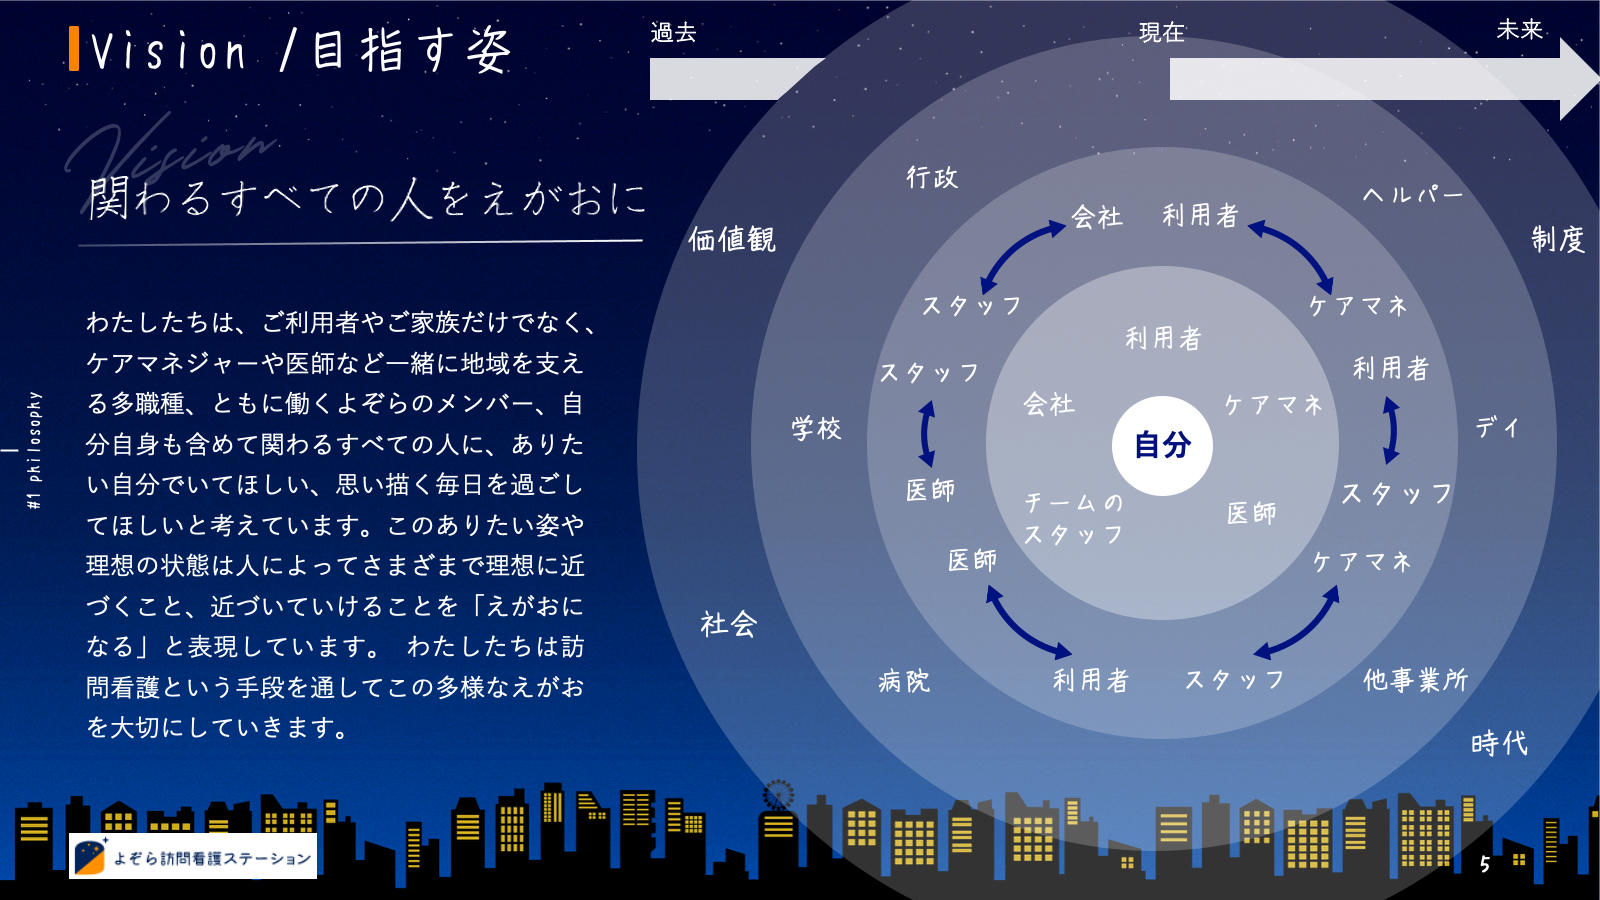 Vision /目指す姿
Vision
関わるすべての人をえがおに
わたしたちは、ご利用者やご家族だけでなく、
ケアマネジャーや医師など一緒に地域を支え
る多職種、ともに働くよぞらのメンバー、自
分自身も含めて関わるすべての人に、ありた
い自分でいてほしい、思い描く毎日を過ごし
てほしいと考えています。このありたい姿や
理想の状態は人によってさまざまで理想に近
づくこと、近づいていけることを「えがおに
なる」と表現しています。 わたしたちは訪
問看護という手段を通してこの多様なえがお
を大切にしていきます。
#1 philosophy
過去
現在
未来
行政
ヘルパー
価値観
制度
会社
利用者
スタッフ
ケアマネ
利用者
スタッフ
利用者
会社
ケアマネ
学校
自分
デイ
医師
スタッフ
チームの
スタッフ
医師
医師
ケアマネ
社会
病院
利用者
スタッフ
他事業所
時代
よぞら訪問看護ステーション
5